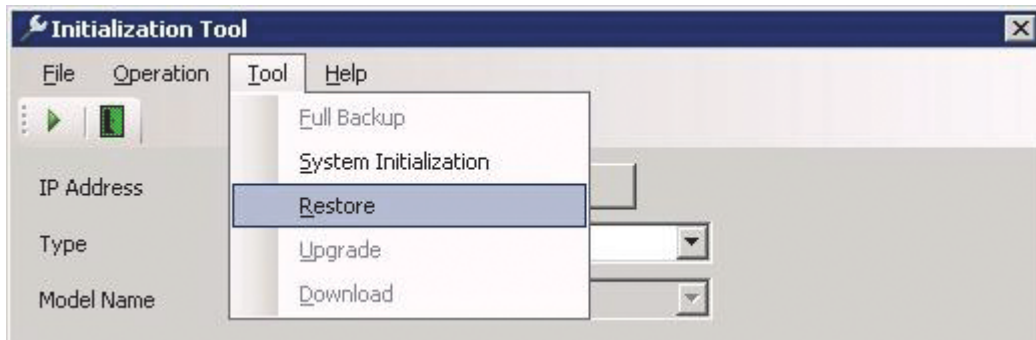 Initialization Tool
File Operation Tool Help
Full Backup
System Initialization
IP Address
Restore
Type
Upgrade
Model Name
Download